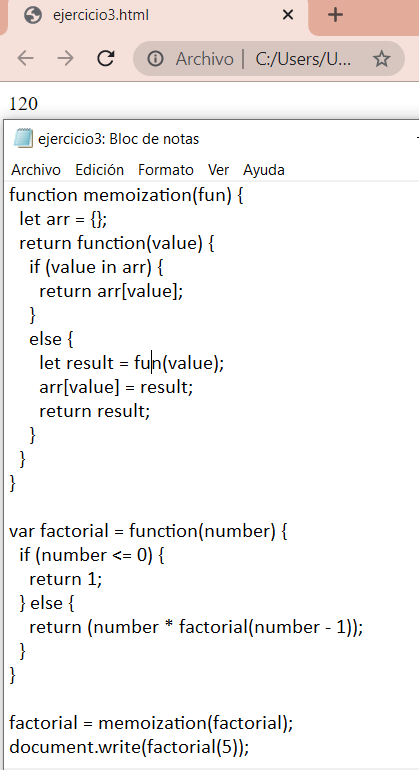 ejercicio3.html
Archivo | C:/Users/U...
120
ejercicio3: Bloc de notas
Archivo Edición Formato Ver Ayuda
function memoization(fun) {
  let arr = {};
  return function(value) {
    if (value in arr) {
      return arr[value];
    }
    else {
      let result = fun(value);
      arr[value] = result;
      return result;
    }
  }
}

var factorial = function(number) {
  if (number <= 0) {
    return 1;
  } else {
    return (number * factorial(number - 1));
  }
}

factorial = memoization(factorial);
document.write(factorial(5));